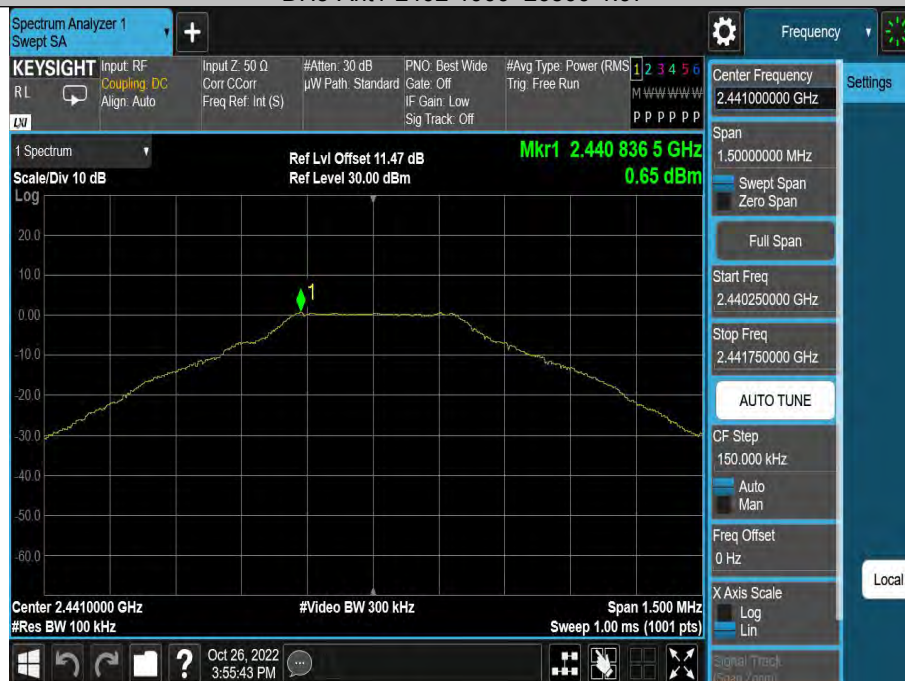 Spectrum Analyzer 1
Swept SA
Frequency
KEYSIGHT
RL
LXI
Input: RF
Coupling: DC
Align: Auto
Input Z: 50 Ω
Corr CCorr
Freq Ref: Int (S)
#Atten: 30 dB
µW Path: Standard
PNO: Best Wide
Gate: Off
IF Gain: Low
Sig Track: Off
#Avg Type: Power (RMS
Trig: Free Run
1 2 3 4 5 6
M W W W W W
P P P P P P
Center Frequency
2.441000000 GHz
Settings
Span
1.50000000 MHz
Swept Span
Zero Span
Full Span
Start Freq
2.440250000 GHz
Stop Freq
2.441750000 GHz
AUTO TUNE
CF Step
150.000 kHz
Auto
Man
Freq Offset
0 Hz
Local
X Axis Scale
Log
Lin
Signal Track
(Span Zoom)
1 Spectrum
Scale/Div 10 dB
Log
Ref Lvl Offset 11.47 dB
Ref Level 30.00 dBm
Mkr1 2.440 836 5 GHz
0.65 dBm
20.0
10.0
1
0.00
-10.0
-20.0
-30.0
-40.0
-50.0
-60.0
Center 2.4410000 GHz
#Res BW 100 kHz
#Video BW 300 kHz
Span 1.500 MHz
Sweep 1.00 ms (1001 pts)
?
Oct 26, 2022
3:55:43 PM